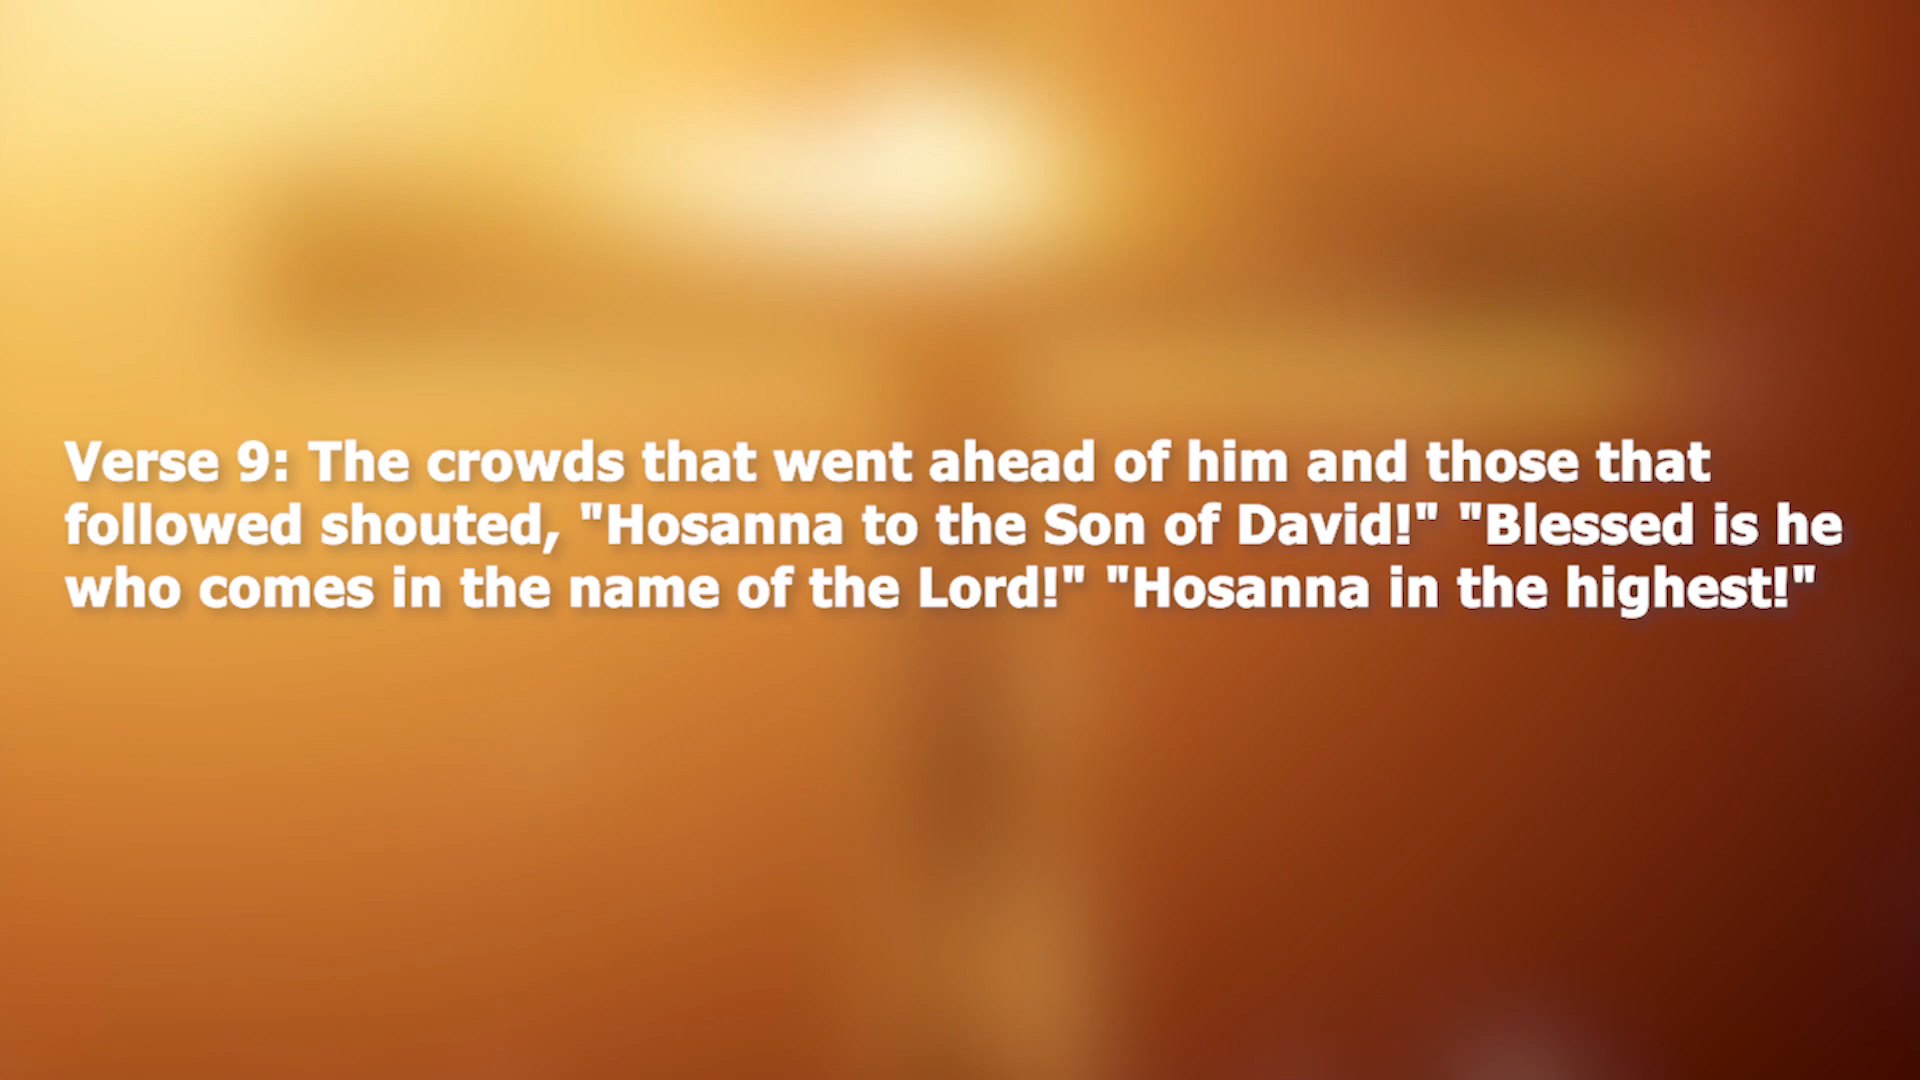 Verse 9: The crowds that went ahead of him and those that
followed shouted, "Hosanna to the Son of David!" "Blessed is he
who comes in the name of the Lord!" "Hosanna in the highest!"